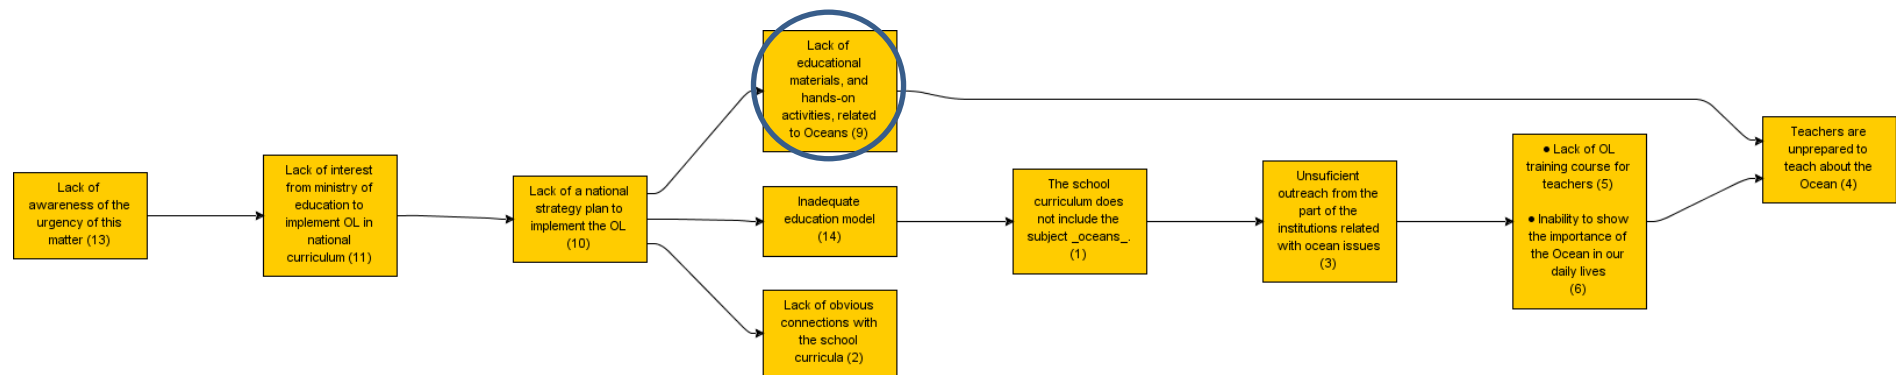 Lack of
awareness of the
urgency of this
matter (13)
Lack of interest
from ministry of
education to
implement OL in
national
curriculum (11)
Lack of a national
strategy plan to
implement the OL
(10)
Lack of
educational
materials, and
hands-on
activities, related
to Oceans (9)
Inadequate
education model
(14)
Lack of obvious
connections with
the school
curricula (2)
The school
curriculum does
not include the
subject _oceans_.
(1)
Unsuficient
outreach from the
part of the
institutions related
with ocean issues
(3)
● Lack of OL
training course for
teachers (5)
● Inability to show
the importance of
the Ocean in our
daily lives
(6)
Teachers are
unprepared to
teach about the
Ocean (4)